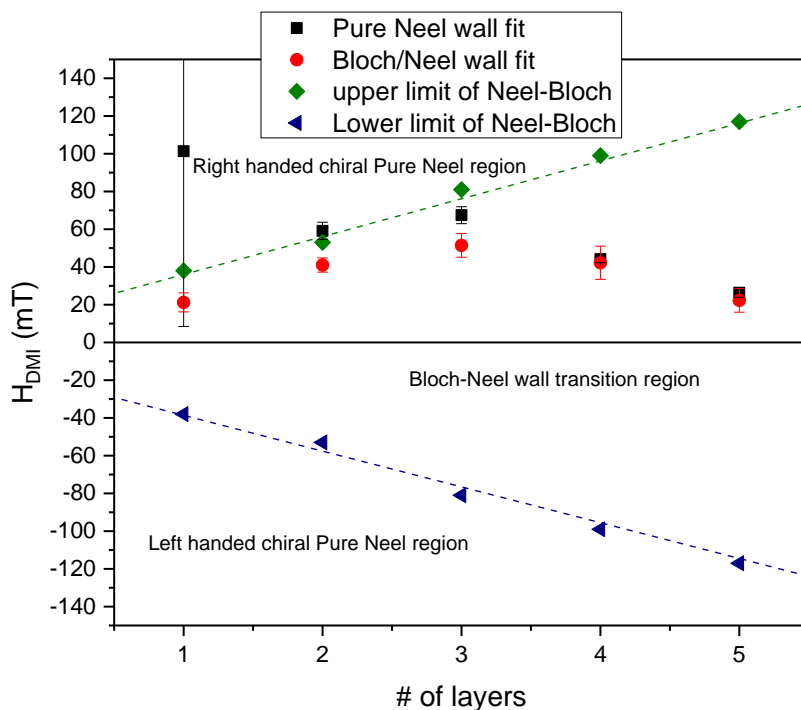 Pure Neel wall fit
Bloch/Neel wall fit
upper limit of Neel-Bloch
Lower limit of Neel-Bloch
140
120
100
80
60
40
20
0
-20
-40
-60
-80
-100
-120
-140
H_DMI (mT)
Right handed chiral Pure Neel region
Bloch-Neel wall transition region
Left handed chiral Pure Neel region
1 2 3 4 5
# of layers